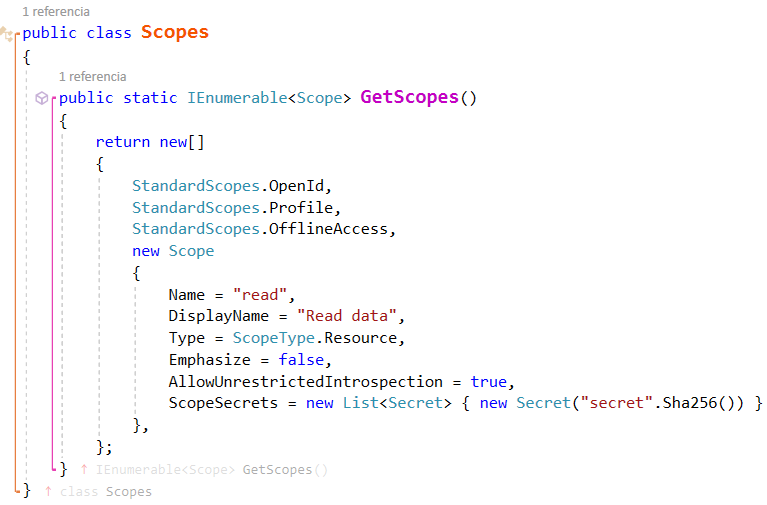 1 referencia
public class Scopes
{
1 referencia
public static IEnumerable<Scope> GetScopes()
{
return new[]
{
StandardScopes.OpenId,
StandardScopes.Profile,
StandardScopes.OfflineAccess,
new Scope
{
Name = "read",
DisplayName = "Read data",
Type = ScopeType.Resource,
Emphasize = false,
AllowUnrestrictedIntrospection = true,
ScopeSecrets = new List<Secret> { new Secret("secret".Sha256()) }
},
};
} ↑ IEnumerable<Scope> GetScopes()
} ↑ class Scopes